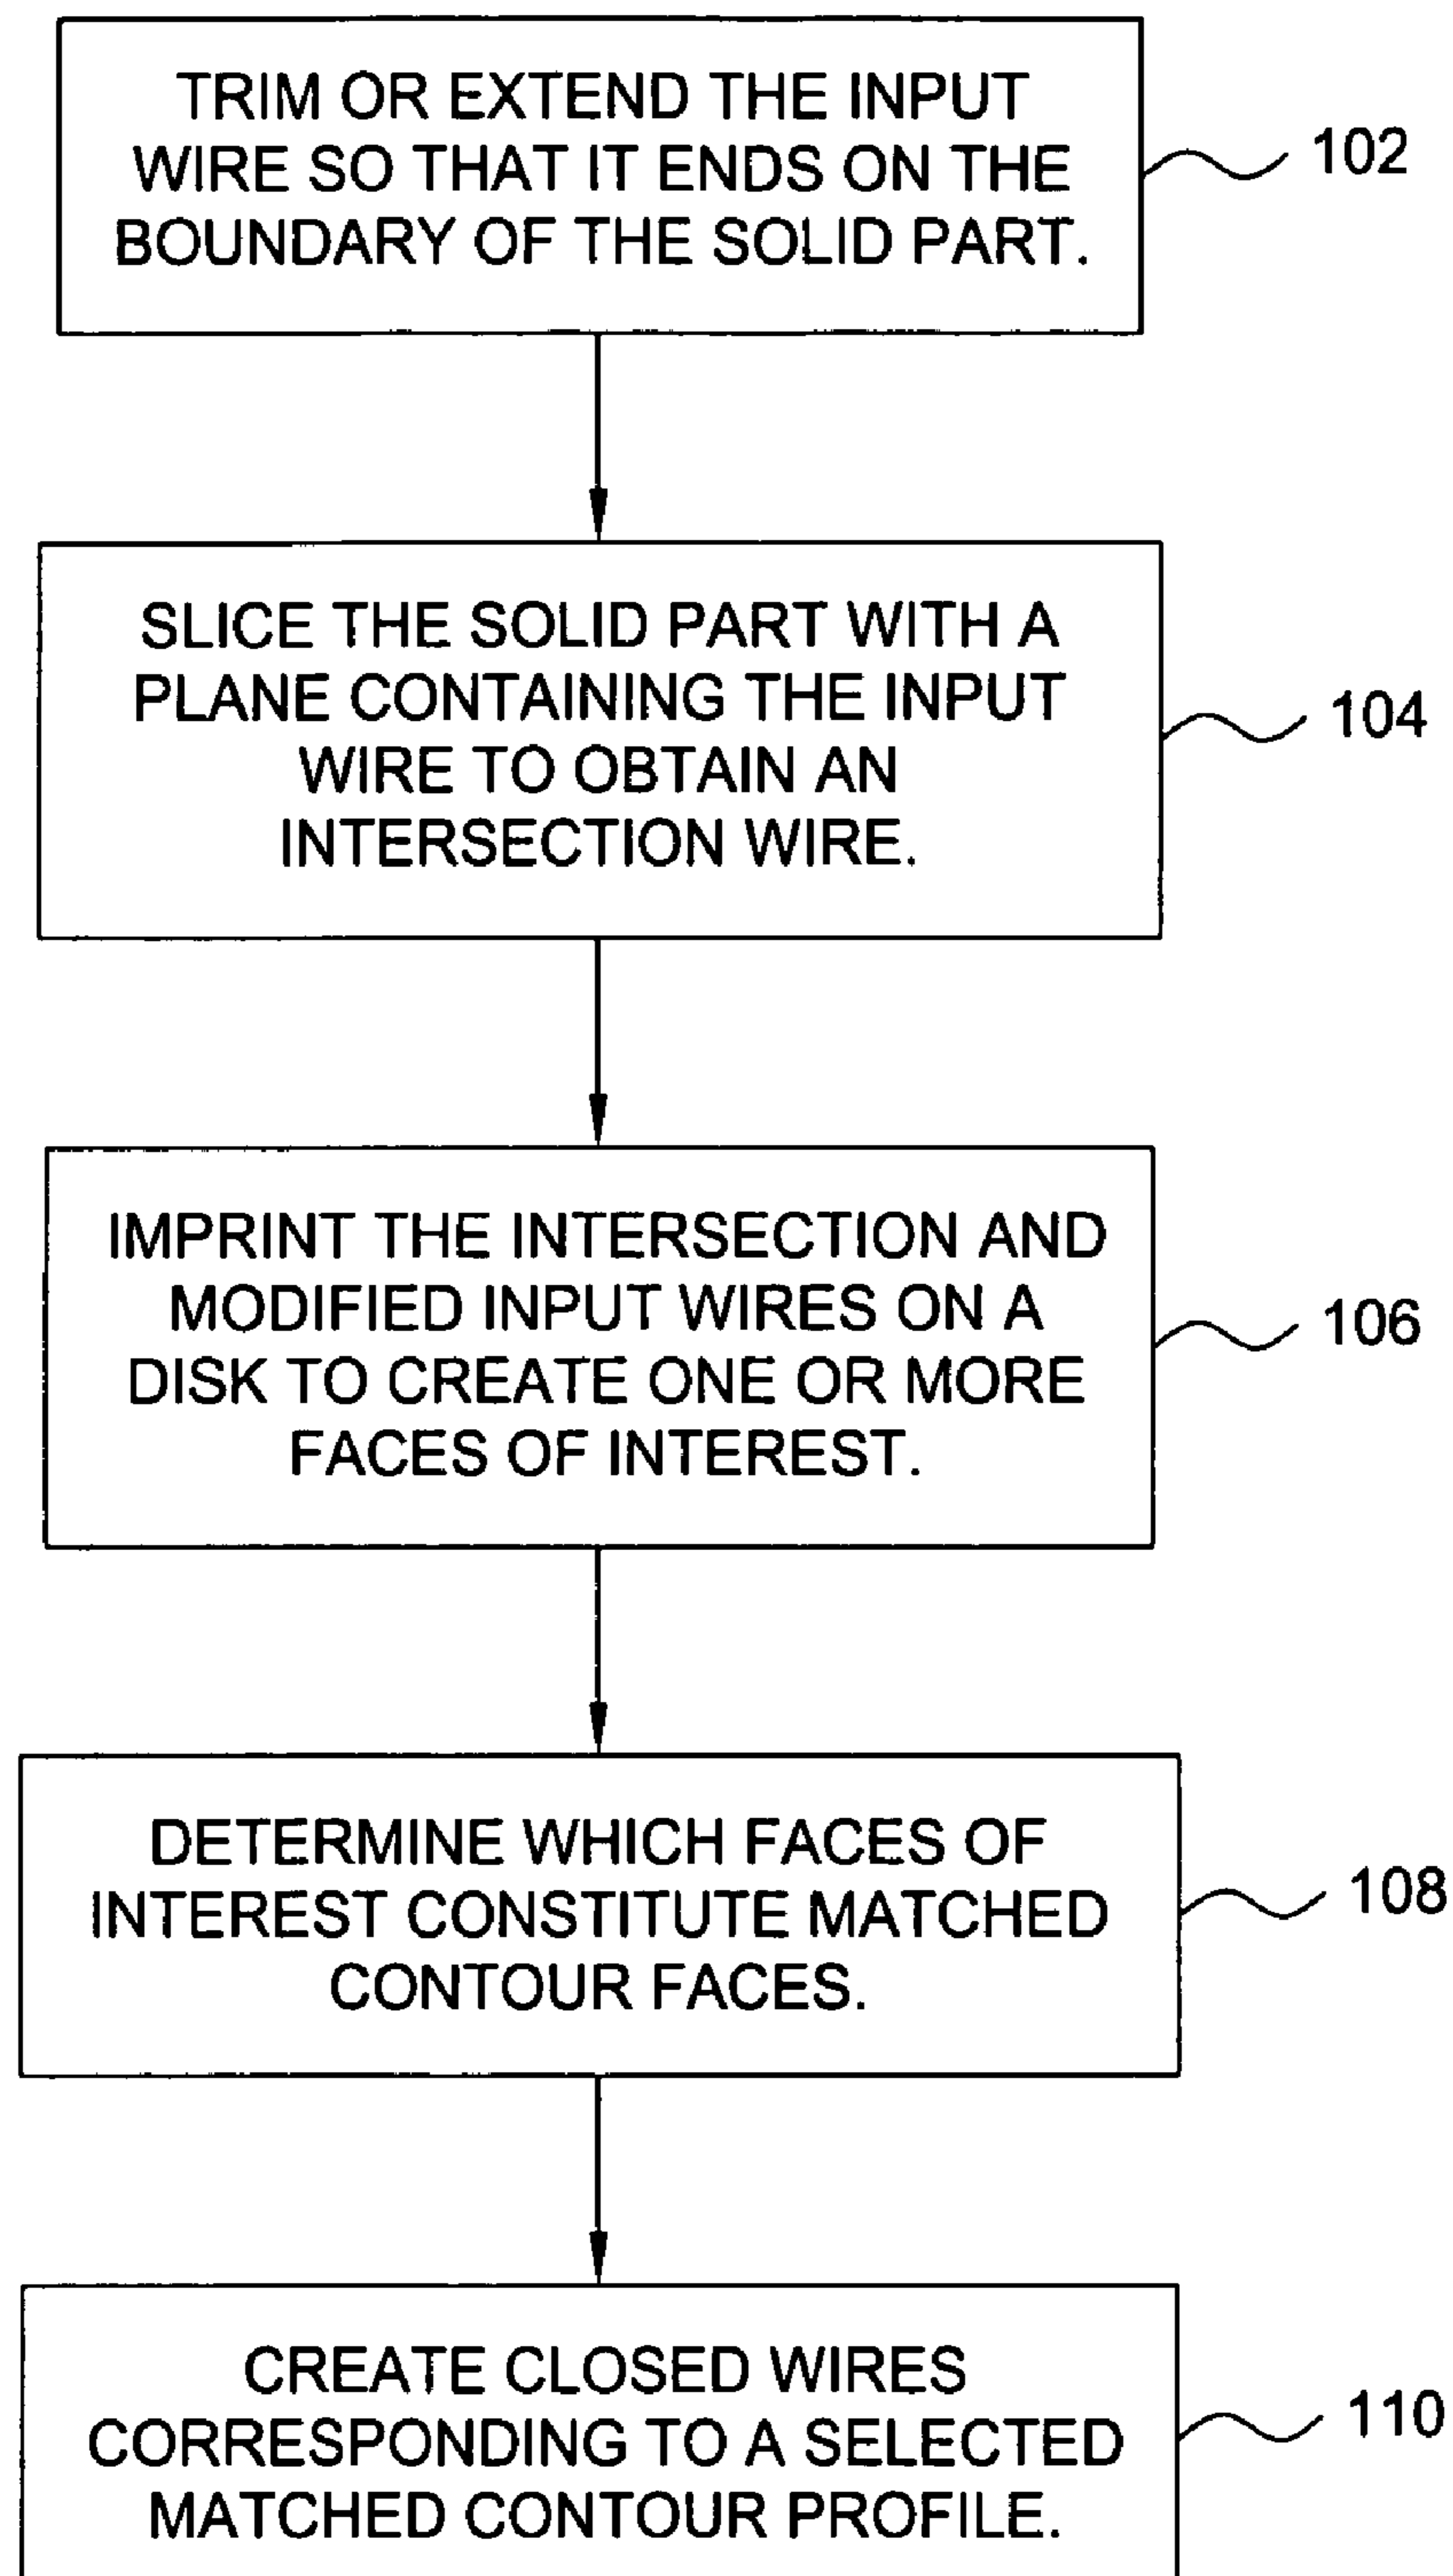 TRIM OR EXTEND THE INPUT
WIRE SO THAT IT ENDS ON THE
BOUNDARY OF THE SOLID PART.
102
SLICE THE SOLID PART WITH A
PLANE CONTAINING THE INPUT
WIRE TO OBTAIN AN
INTERSECTION WIRE.
104
IMPRINT THE INTERSECTION AND
MODIFIED INPUT WIRES ON A
DISK TO CREATE ONE OR MORE
FACES OF INTEREST.
106
DETERMINE WHICH FACES OF
INTEREST CONSTITUTE MATCHED
CONTOUR FACES.
108
CREATE CLOSED WIRES
CORRESPONDING TO A SELECTED
MATCHED CONTOUR PROFILE.
110